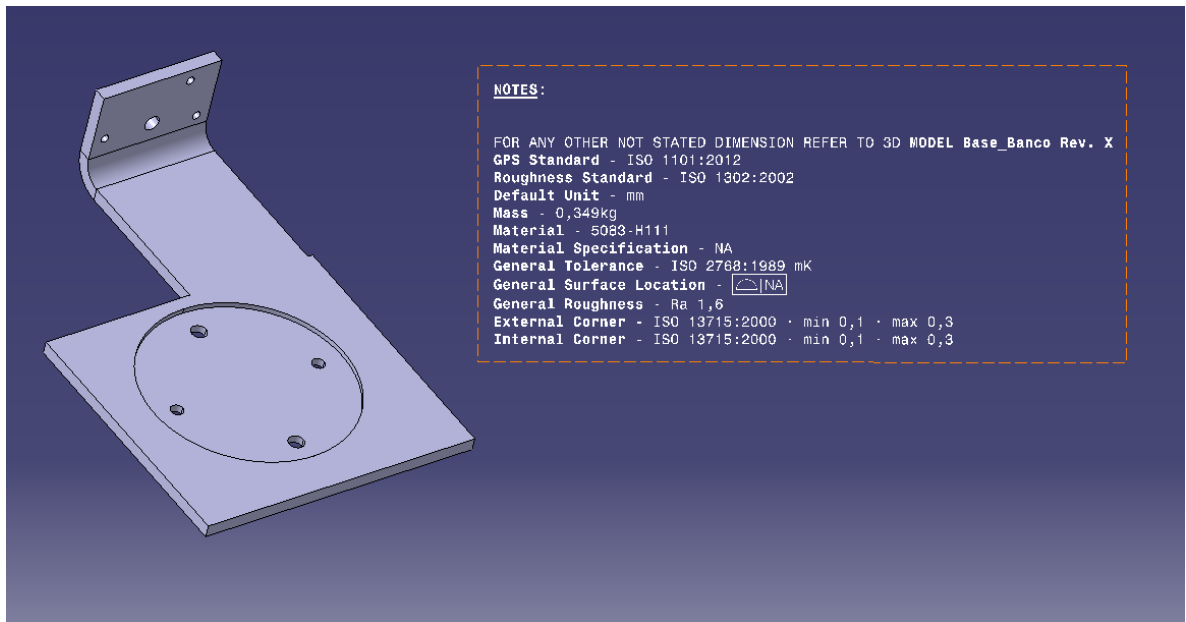 NOTES:
FOR ANY OTHER NOT STATED DIMENSION REFER TO 3D MODEL Base_Banco Rev. X
GPS Standard - ISO 1101:2012
Roughness Standard - ISO 1302:2002
Default Unit - mm
Mass - 0,349kg
Material - 5083-H111
Material Specification - NA
General Tolerance - ISO 2768:1989 mK
General Surface Location - ⌓|NA
General Roughness - Ra 1,6
External Corner - ISO 13715:2000 · min 0,1 · max 0,3
Internal Corner - ISO 13715:2000 · min 0,1 · max 0,3